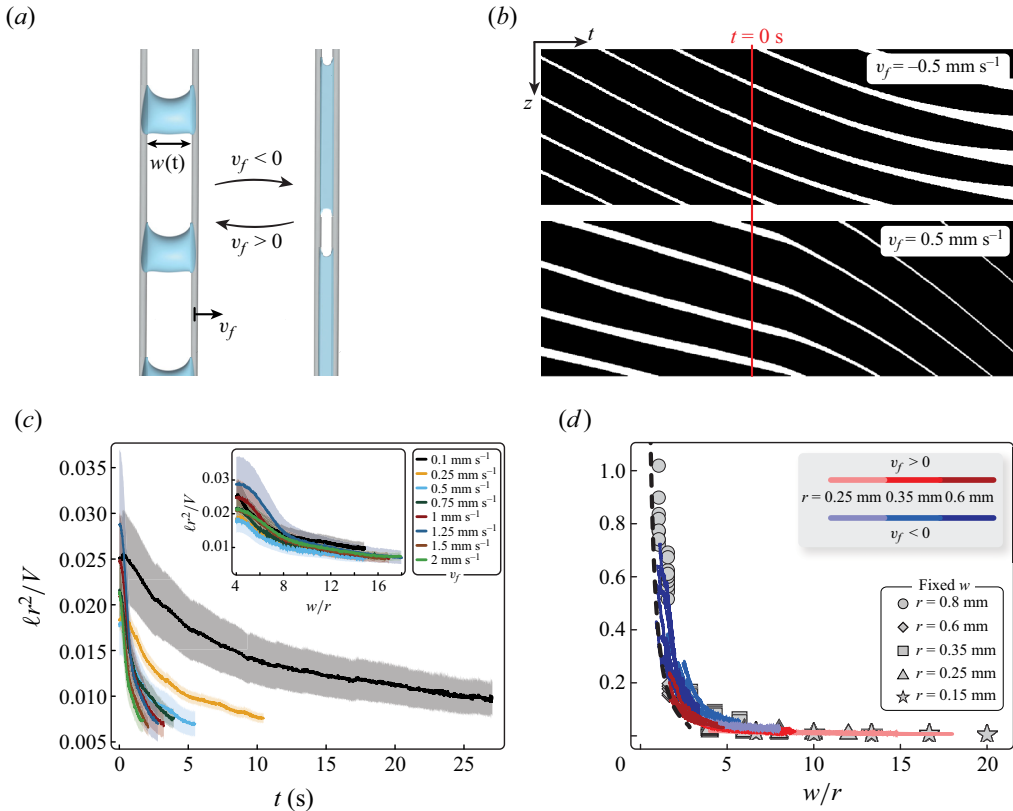 (a)
w(t)
v_f < 0
v_f > 0
v_f
(b)
t
t = 0 s
z
v_f = –0.5 mm s⁻¹
v_f = 0.5 mm s⁻¹
(c)
0.035
0.030
0.025
0.020
0.015
0.010
0.005
ℓr²/V
0 5 10 15 20 25
t (s)
0.03
0.02
0.01
ℓr²/V
4 8 12 16
w/r
0.1 mm s⁻¹
0.25 mm s⁻¹
0.5 mm s⁻¹
0.75 mm s⁻¹
1 mm s⁻¹
1.25 mm s⁻¹
1.5 mm s⁻¹
2 mm s⁻¹
v_f
(d)
1.0
0.8
0.6
0.4
0.2
0 5 10 15 20
w/r
v_f > 0
r = 0.25 mm 0.35 mm 0.6 mm
v_f < 0
Fixed w
r = 0.8 mm
r = 0.6 mm
r = 0.35 mm
r = 0.25 mm
r = 0.15 mm